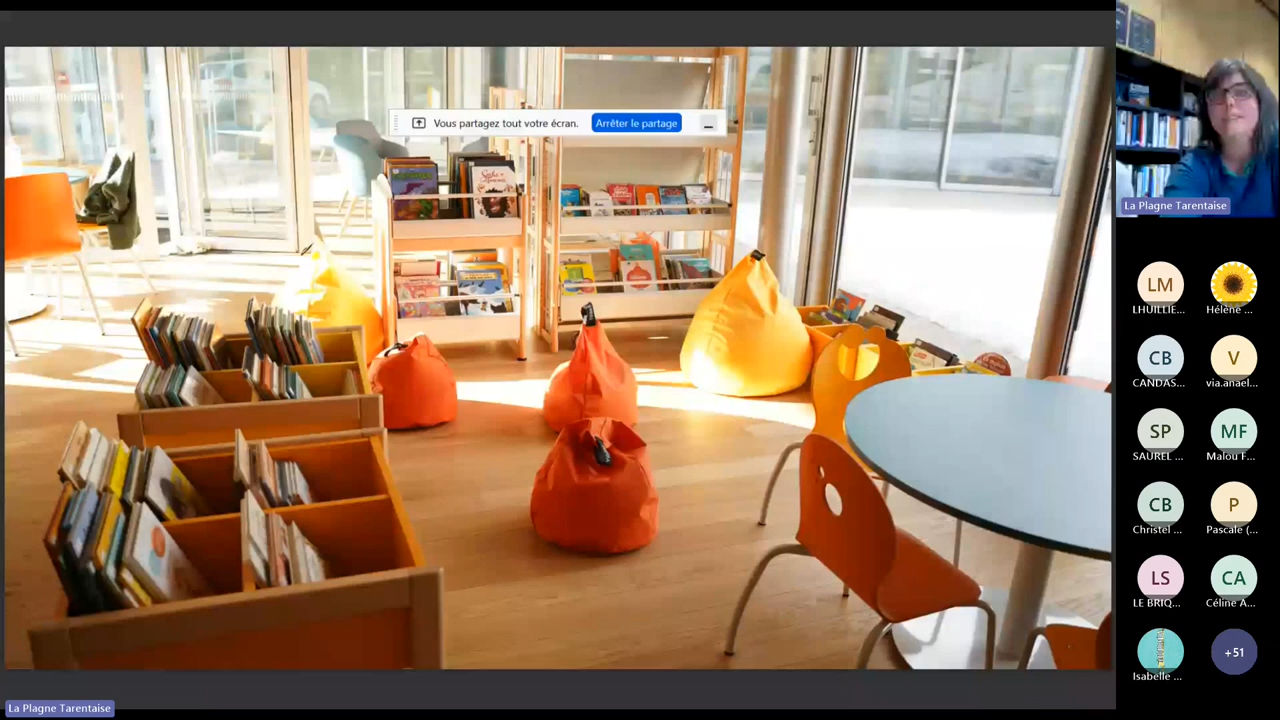 Vous partagez tout votre écran.
Arrêter le partage
La Plagne Tarentaise
LM
LHUILLIE...
Hélène ...
CB
CANDAS...
V
via.anael...
SP
SAUREL ...
MF
Malou F...
CB
Christel ...
P
Pascale (...
LS
LE BRIQ...
CA
Céline A...
Isabelle ...
+51
La Plagne Tarentaise